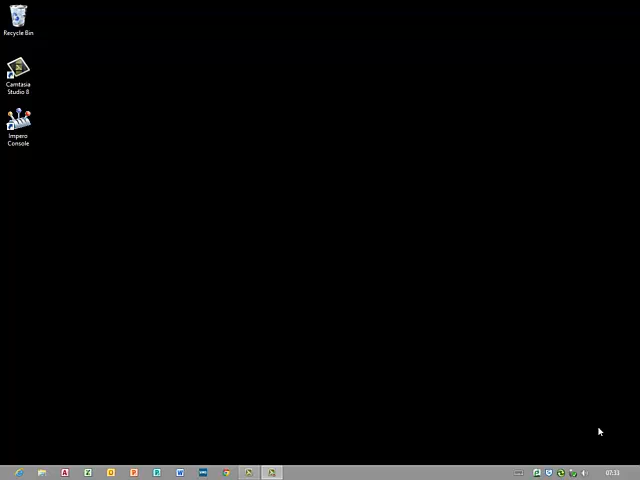 Recycle Bin
Camtasia
Studio 8
Impero
Console
07:33